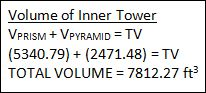 Volume of Inner Tower
VPRISM + VPYRAMID = TV
(5340.79) + (2471.48) = TV
TOTAL VOLUME = 7812.27 ft³